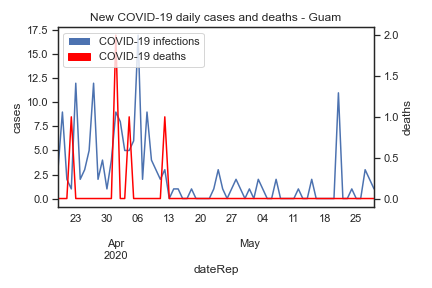 New COVID-19 daily cases and deaths - Guam
COVID-19 infections
COVID-19 deaths
17.5
15.0
12.5
10.0
7.5
5.0
2.5
0.0
cases
2.0
1.5
1.0
0.5
0.0
deaths
23 30 06 13 20 27 04 11 18 25
Apr May
2020
dateRep